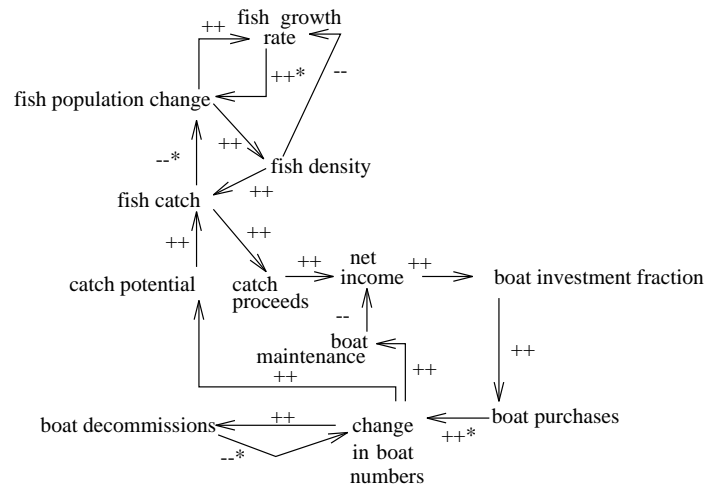 fish growth
rate
++
++*
--
fish population change
++
--*
fish density
++
fish catch
++
++
net
income
++
++
catch potential
catch
proceeds
boat investment fraction
--
boat
maintenance
++
++
++
boat decommissions
++
change
in boat
numbers
boat purchases
++*
--*